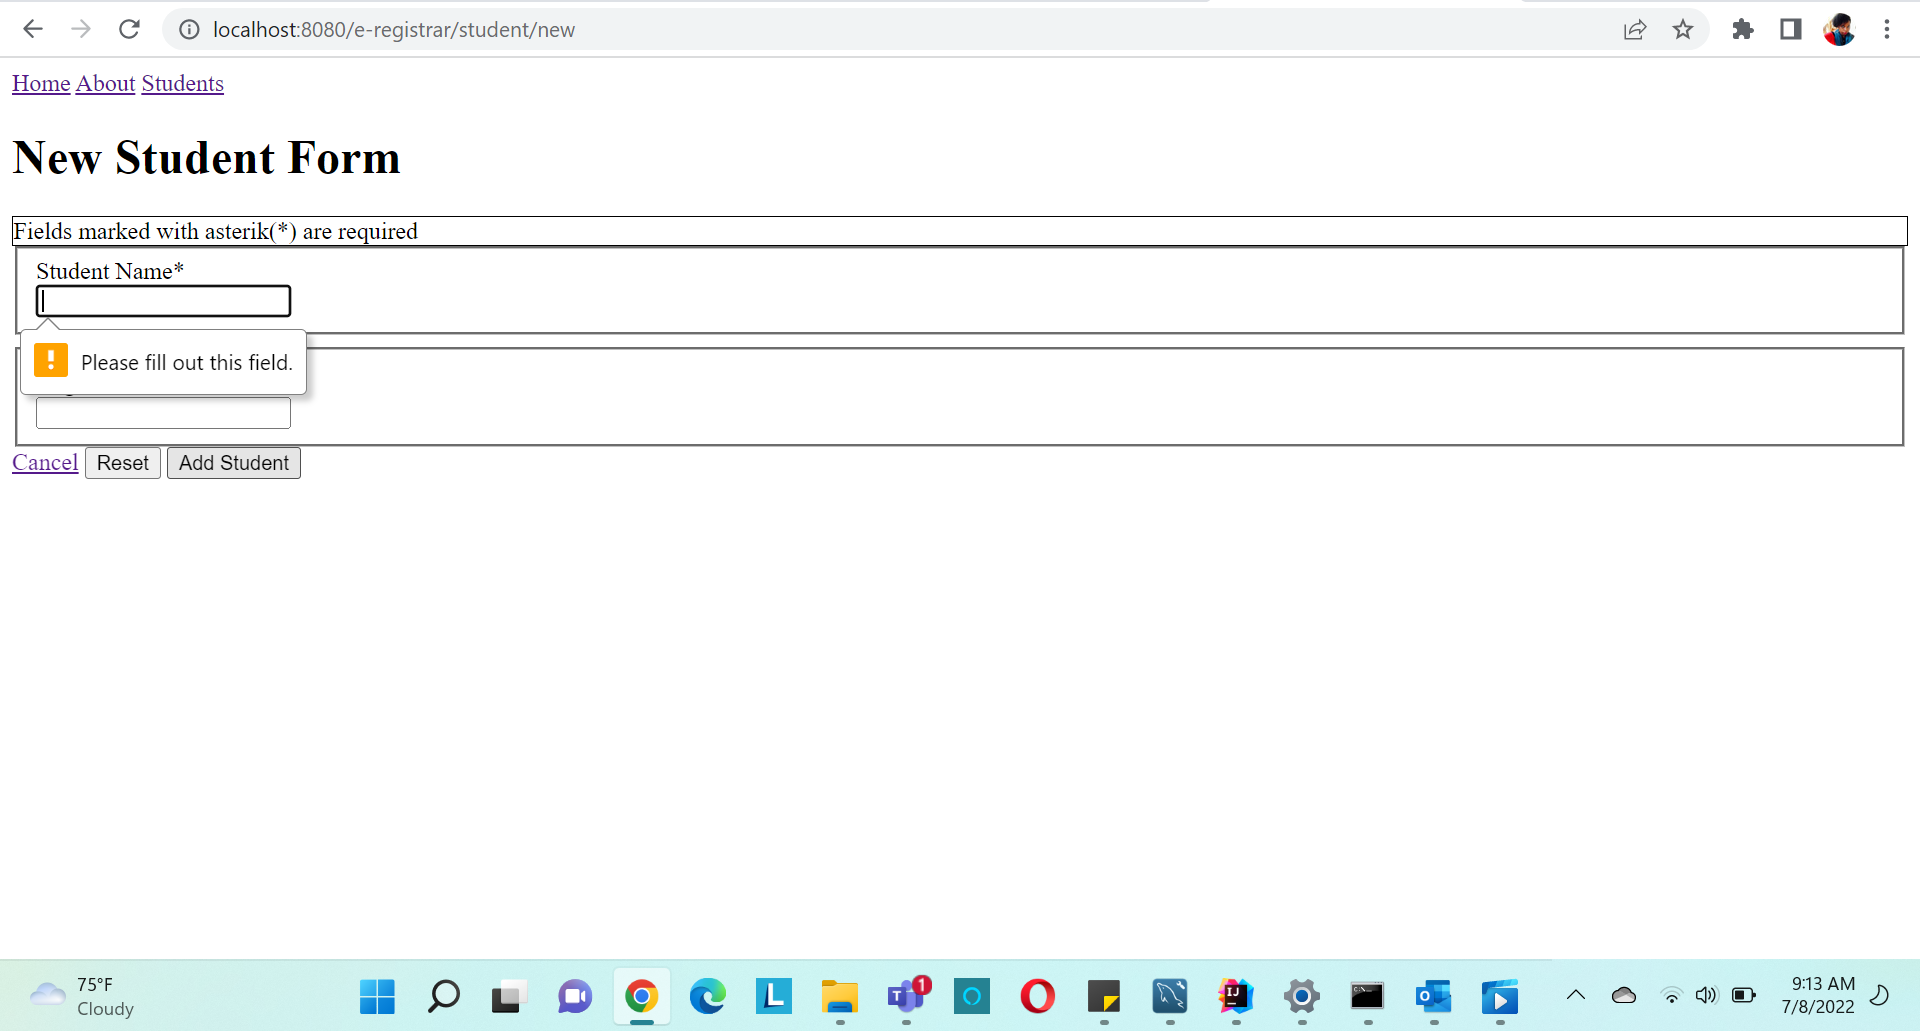 localhost:8080/e-registrar/student/new
Home About Students
New Student Form
Fields marked with asterik(*) are required
Student Name*
Please fill out this field.
Cancel Reset Add Student
75°F
Cloudy
L
T
1
IJ
O
9:13 AM
7/8/2022